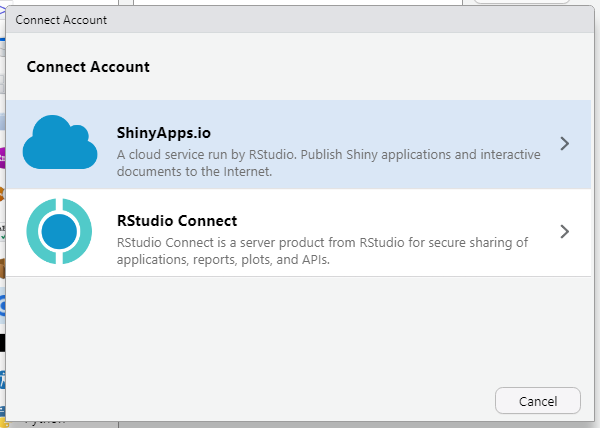 Connect Account
Connect Account
ShinyApps.io
A cloud service run by RStudio. Publish Shiny applications and interactive
documents to the Internet.
RStudio Connect
RStudio Connect is a server product from RStudio for secure sharing of
applications, reports, plots, and APIs.
Cancel